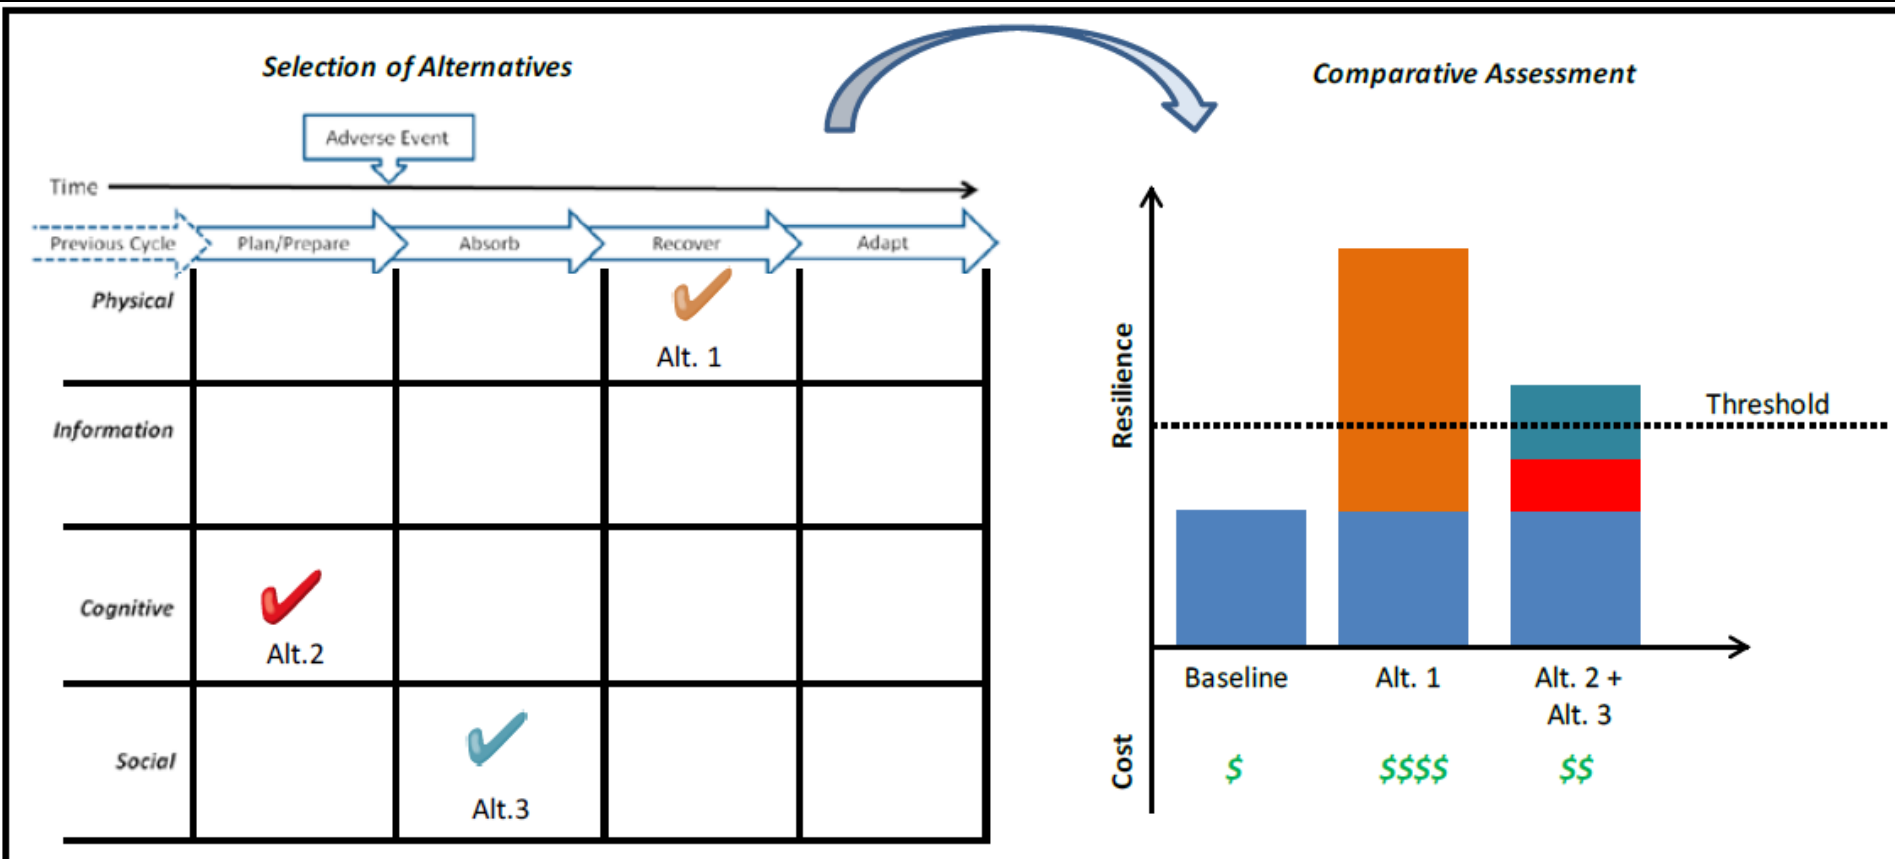 Selection of Alternatives
Adverse Event
Time
Previous Cycle
Plan/Prepare
Absorb
Recover
Adapt
Physical
Alt. 1
Information
Cognitive
Alt.2
Social
Alt.3
Comparative Assessment
Resilience
Threshold
Baseline
Alt. 1
Alt. 2 +
Alt. 3
Cost
$
$$$$
$$